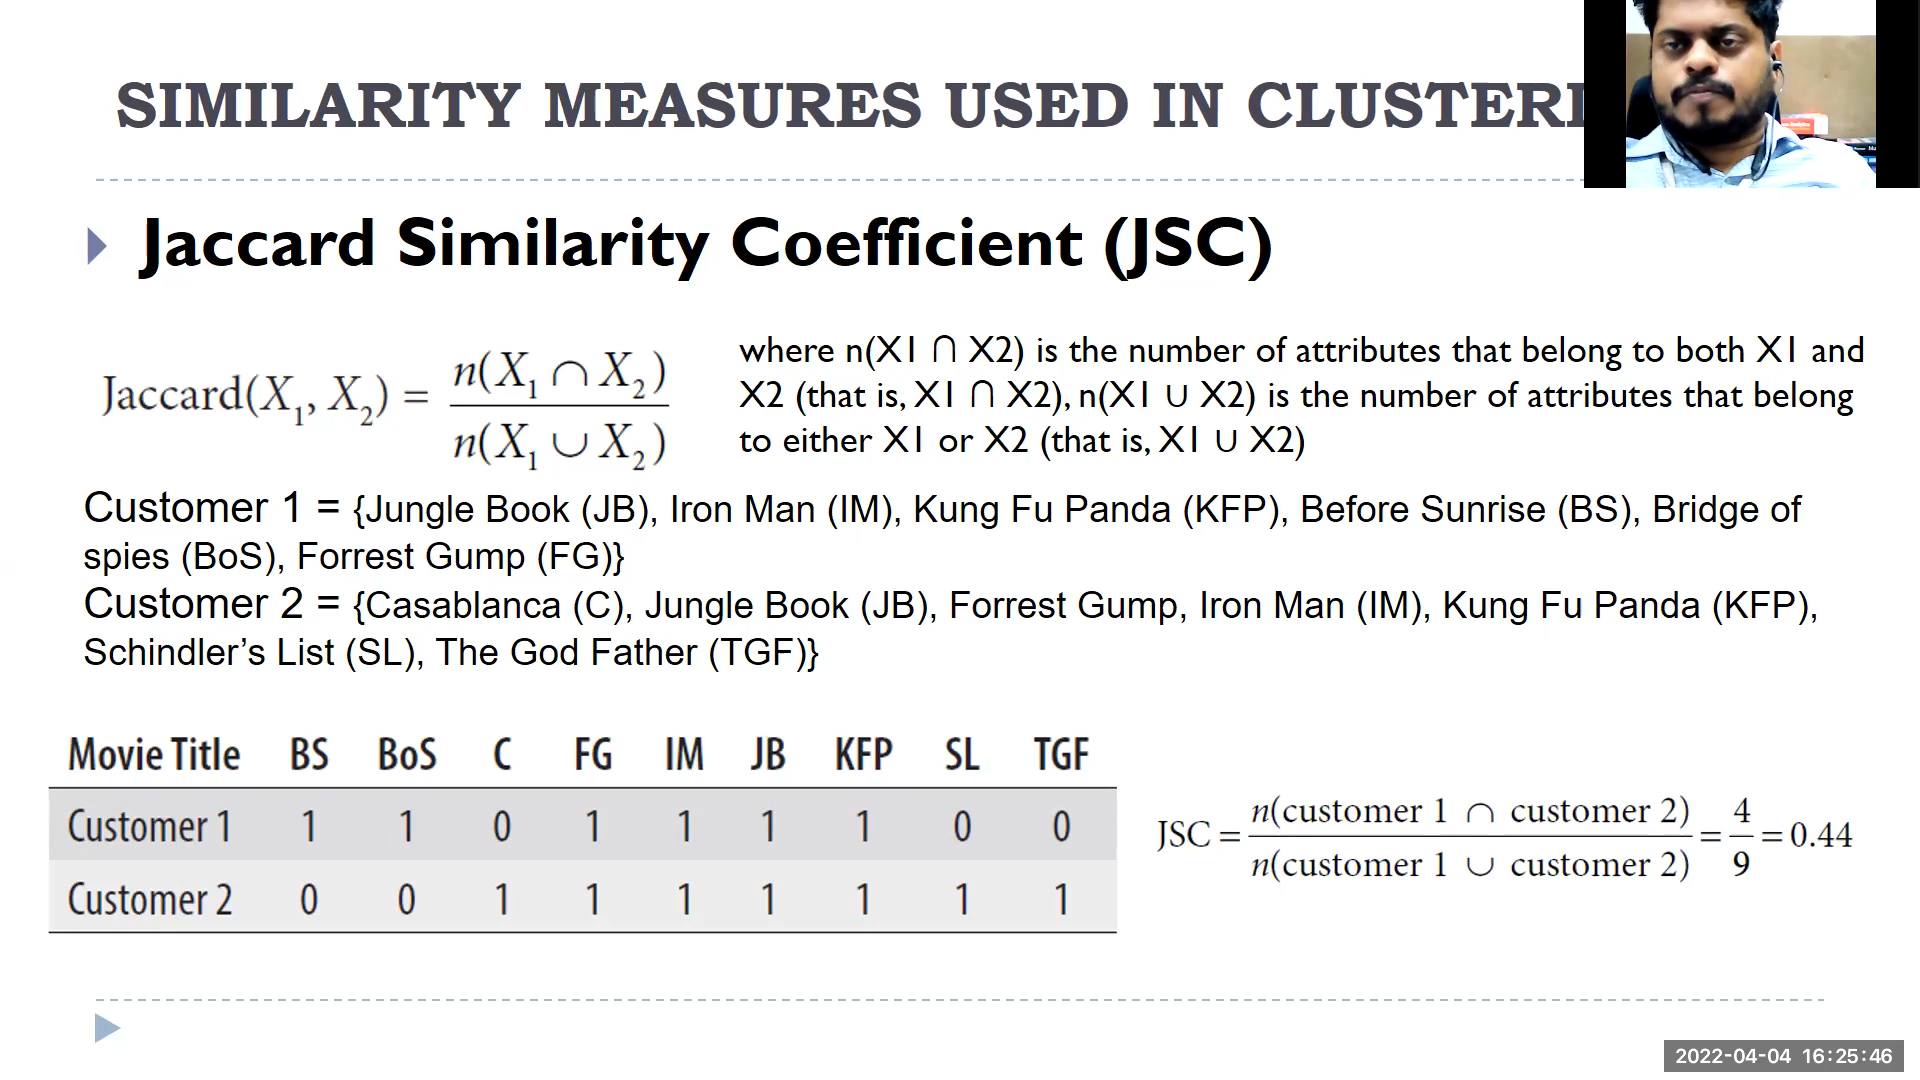 SIMILARITY MEASURES USED IN
Jaccard Similarity Coefficient (JSC)
Jaccard(X₁, X₂) = n(X₁ ∩ X₂) / n(X₁ ∪ X₂)
where n(X1 ∩ X2) is the number of attributes that belong to both X1 and
X2 (that is, X1 ∩ X2), n(X1 ∪ X2) is the number of attributes that belong
to either X1 or X2 (that is, X1 ∪ X2)
Customer 1 = {Jungle Book (JB), Iron Man (IM), Kung Fu Panda (KFP), Before Sunrise (BS), Bridge of
spies (BoS), Forrest Gump (FG)}
Customer 2 = {Casablanca (C), Jungle Book (JB), Forrest Gump, Iron Man (IM), Kung Fu Panda (KFP),
Schindler’s List (SL), The God Father (TGF)}
Movie Title BS BoS C FG IM JB KFP SL TGF
Customer 1 1 1 0 1 1 1 1 0 0
Customer 2 0 0 1 1 1 1 1 1 1
JSC = n(customer 1 ∩ customer 2) / n(customer 1 ∪ customer 2) = 4 / 9 = 0.44
2022-04-04 16:25:46